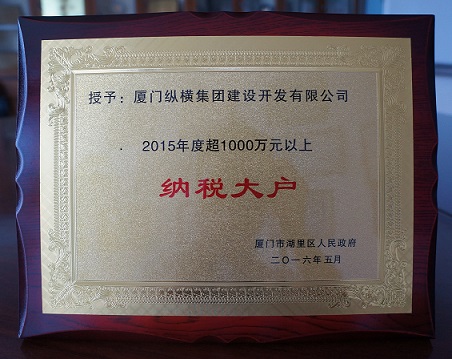 授予：厦门纵横集团建设开发有限公司
2015年度超1000万元以上
纳税大户
厦门市湖里区人民政府
二〇一六年五月